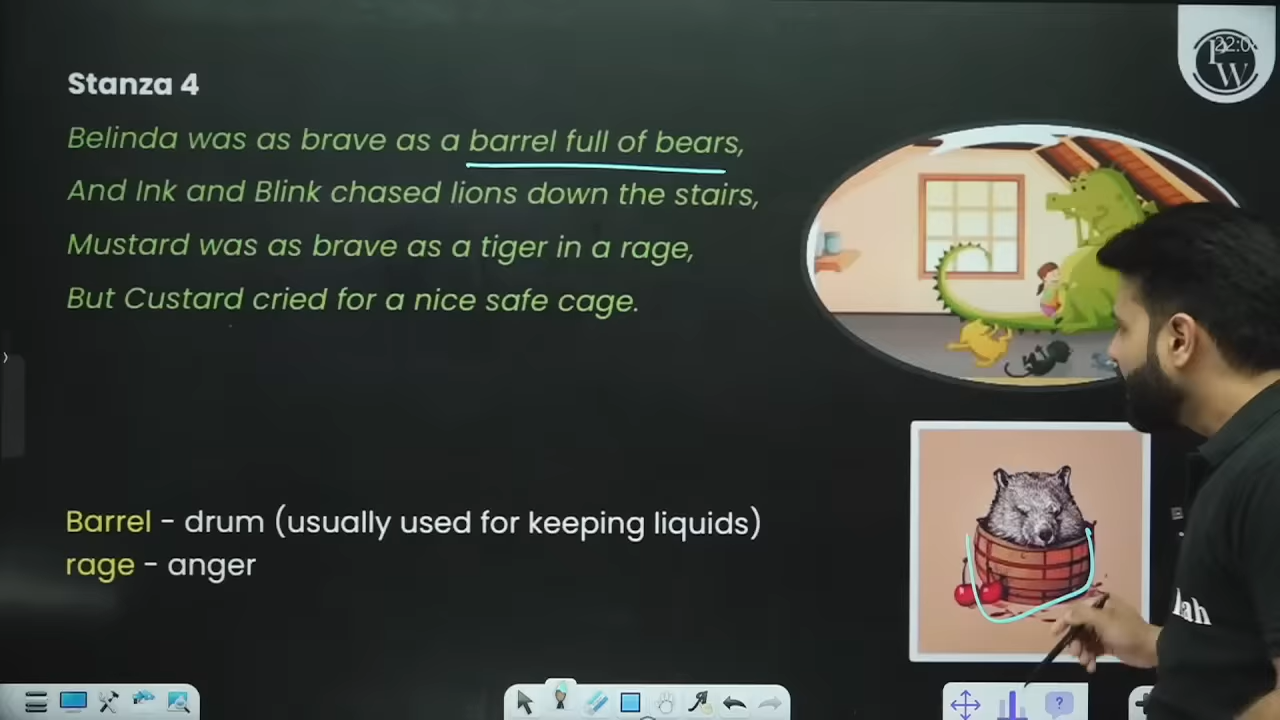 Stanza 4
Belinda was as brave as a barrel full of bears,
And Ink and Blink chased lions down the stairs,
Mustard was as brave as a tiger in a rage,
But Custard cried for a nice safe cage.
Barrel - drum (usually used for keeping liquids)
rage - anger
PW
lah
?